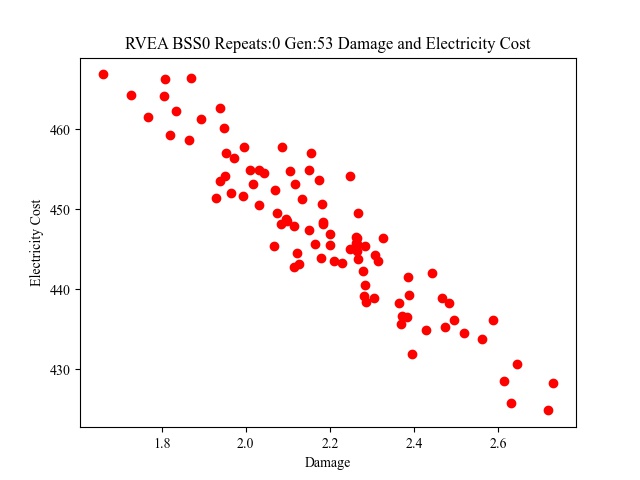 RVEA BSS0 Repeats:0 Gen:53 Damage and Electricity Cost
460
450
440
430
Electricity Cost
1.8 2.0 2.2 2.4 2.6
Damage